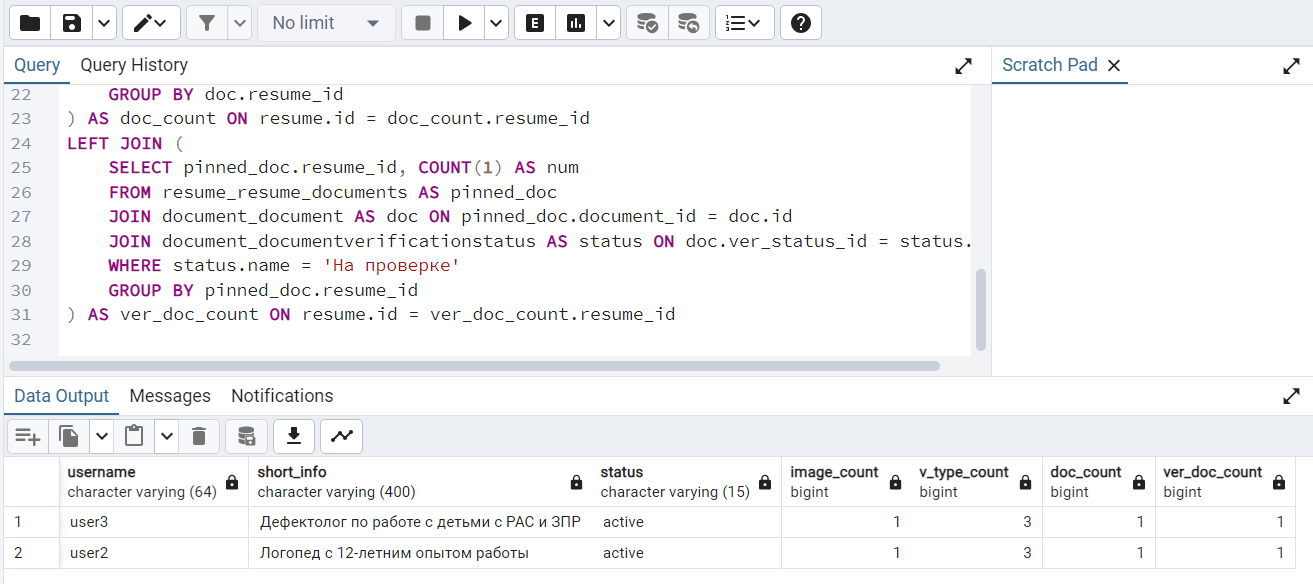 No limit
E
Query Query History
Scratch Pad
22 GROUP BY doc.resume_id
23 ) AS doc_count ON resume.id = doc_count.resume_id
24 LEFT JOIN (
25 SELECT pinned_doc.resume_id, COUNT(1) AS num
26 FROM resume_resume_documents AS pinned_doc
27 JOIN document_document AS doc ON pinned_doc.document_id = doc.id
28 JOIN document_documentverificationstatus AS status ON doc.ver_status_id = status.
29 WHERE status.name = 'На проверке'
30 GROUP BY pinned_doc.resume_id
31 ) AS ver_doc_count ON resume.id = ver_doc_count.resume_id
32
Data Output Messages Notifications
username short_info status image_count v_type_count doc_count ver_doc_count
character varying (64) character varying (400) character varying (15) bigint bigint bigint bigint
1 user3 Дефектолог по работе с детьми с РАС и ЗПР active 1 3 1 1
2 user2 Логопед с 12-летним опытом работы active 1 3 1 1